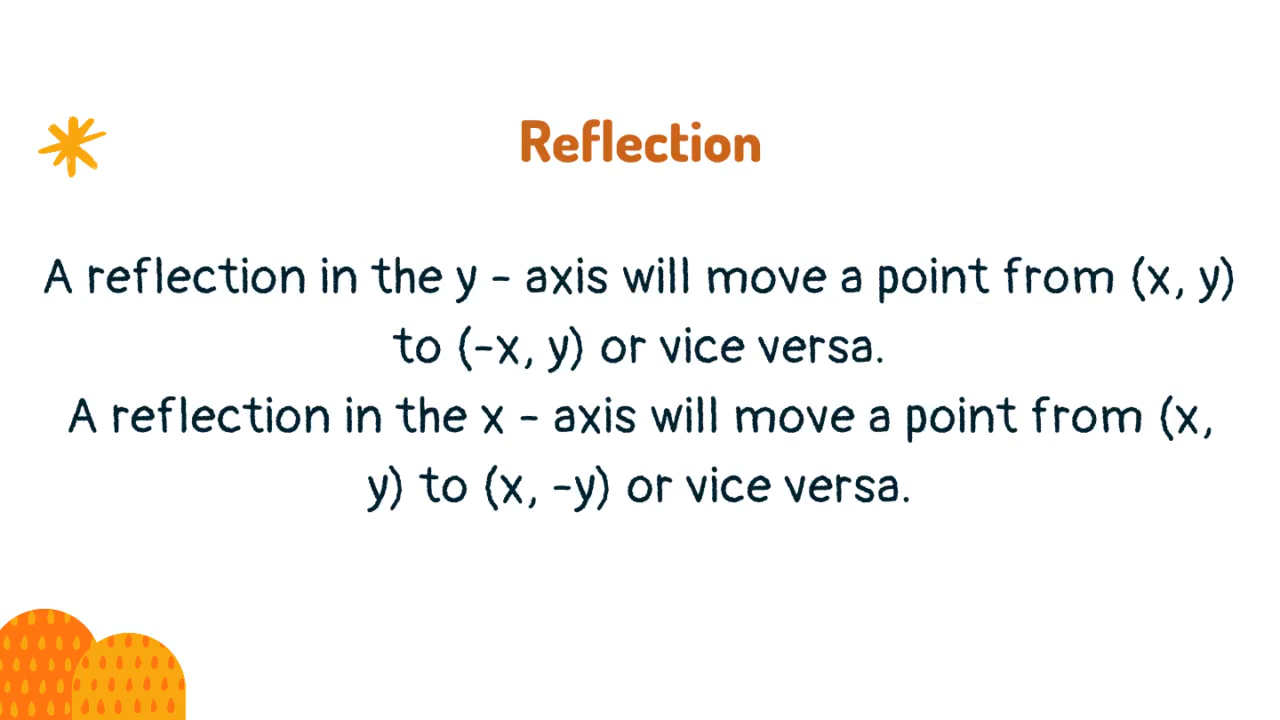 Reflection
A reflection in the y - axis will move a point from (x, y)
to (-x, y) or vice versa.
A reflection in the x - axis will move a point from (x,
y) to (x, -y) or vice versa.